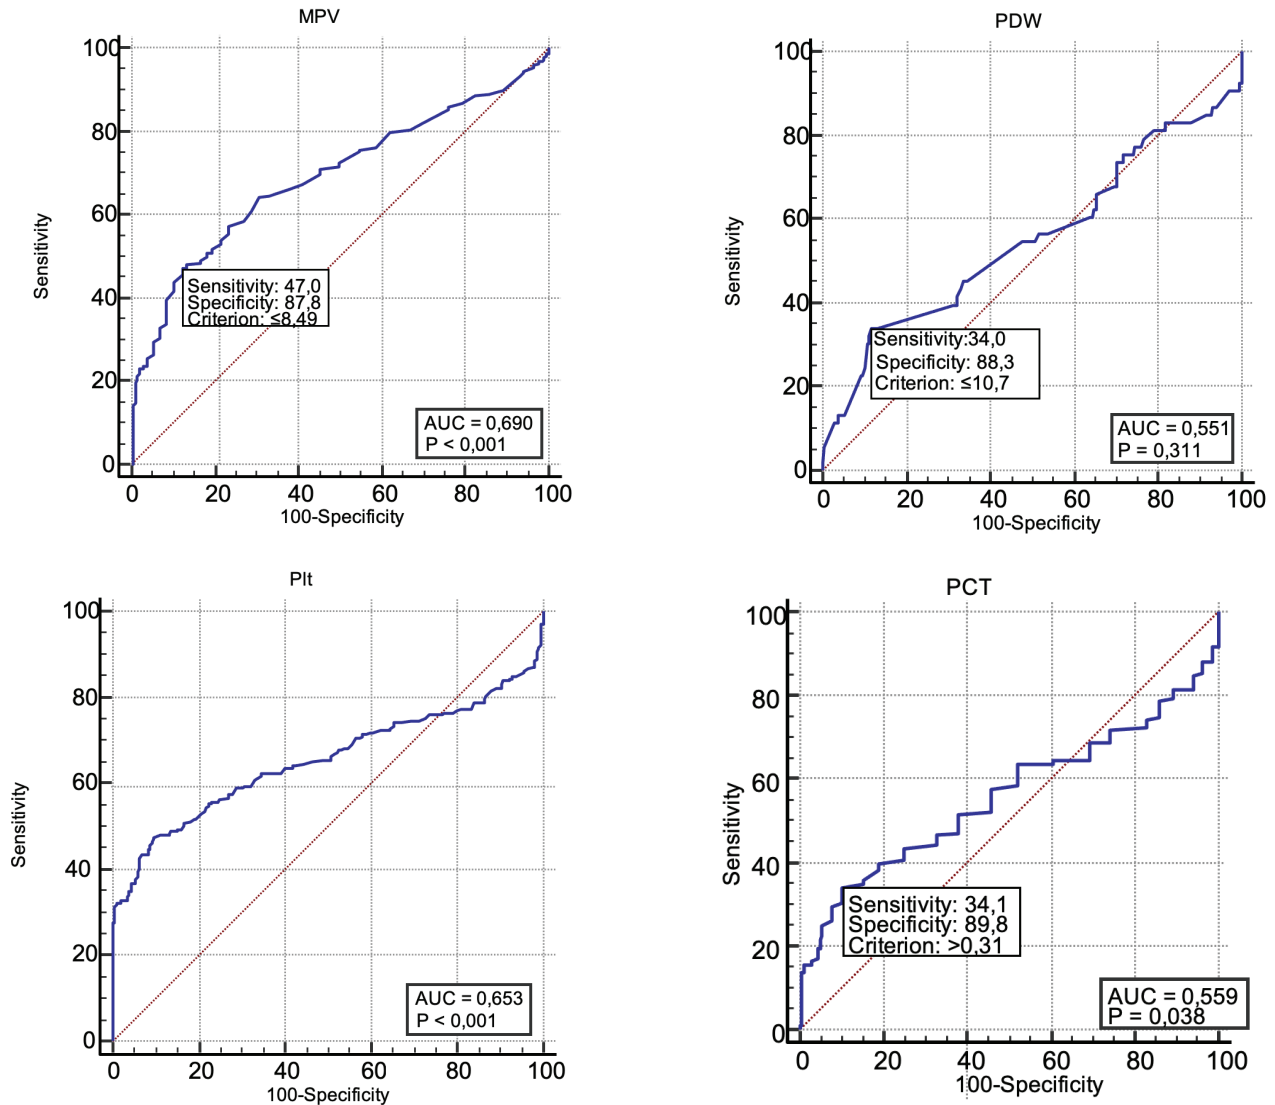 MPV
100
80
60
40
20
0
Sensitivity
Sensitivity: 47,0
Specificity: 87,8
Criterion: ≤8,49
AUC = 0,690
P < 0,001
0 20 40 60 80 100
100-Specificity
PDW
100
80
60
40
20
0
Sensitivity
Sensitivity:34,0
Specificity: 88,3
Criterion: ≤10,7
AUC = 0,551
P = 0,311
0 20 40 60 80 100
100-Specificity
Plt
100
80
60
40
20
0
Sensitivity
AUC = 0,653
P < 0,001
0 20 40 60 80 100
100-Specificity
PCT
100
80
60
40
20
0
Sensitivity
Sensitivity: 34,1
Specificity: 89,8
Criterion: >0,31
AUC = 0,559
P = 0,038
0 20 40 60 80 100
100-Specificity